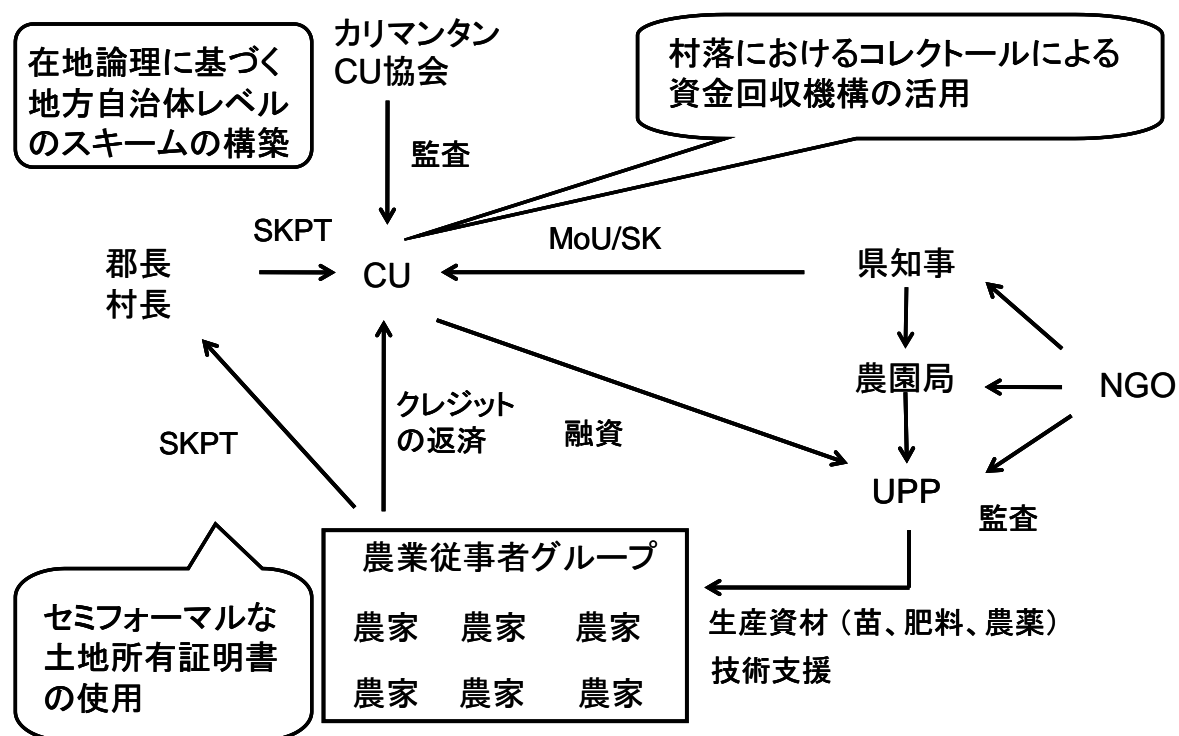 在地論理に基づく
地方自治体レベル
のスキームの構築
カリマンタン
CU協会
村落におけるコレクトールによる
資金回収機構の活用
監査
SKPT
MoU/SK
郡長
村長
CU
県知事
農園局
NGO
クレジット
の返済
融資
SKPT
UPP
監査
農業従事者グループ
農家 農家 農家
農家 農家 農家
生産資材（苗、肥料、農薬）
技術支援
セミフォーマルな
土地所有証明書
の使用